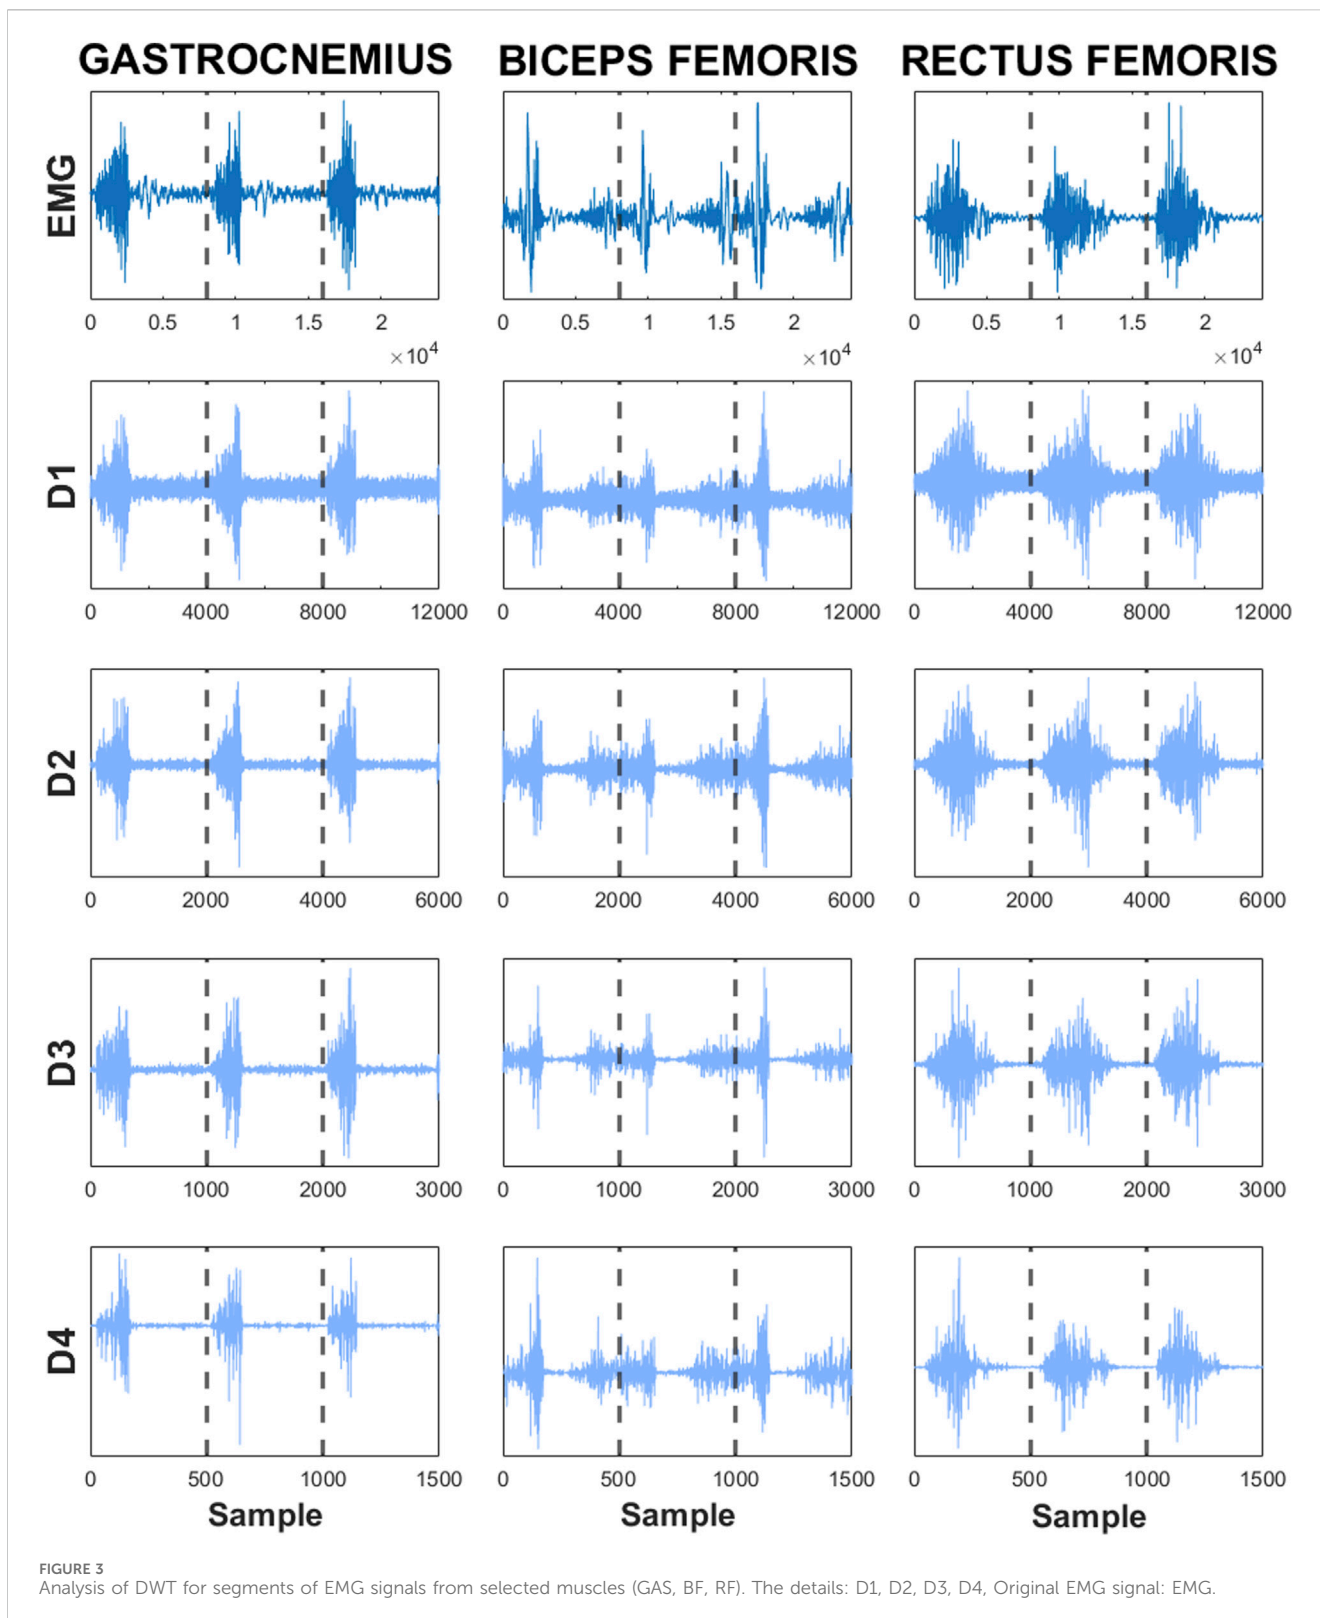 GASTROCNEMIUS BICEPS FEMORIS RECTUS FEMORIS
EMG
0 0.5 1 1.5 2 0 0.5 1 1.5 2 0 0.5 1 1.5 2
×10⁴ ×10⁴ ×10⁴
D1
0 4000 8000 12000 0 4000 8000 12000 0 4000 8000 12000
D2
0 2000 4000 6000 0 2000 4000 6000 0 2000 4000 6000
D3
0 1000 2000 3000 0 1000 2000 3000 0 1000 2000 3000
D4
0 500 1000 1500 0 500 1000 1500 0 500 1000 1500
Sample Sample Sample
FIGURE 3
Analysis of DWT for segments of EMG signals from selected muscles (GAS, BF, RF). The details: D1, D2, D3, D4, Original EMG signal: EMG.